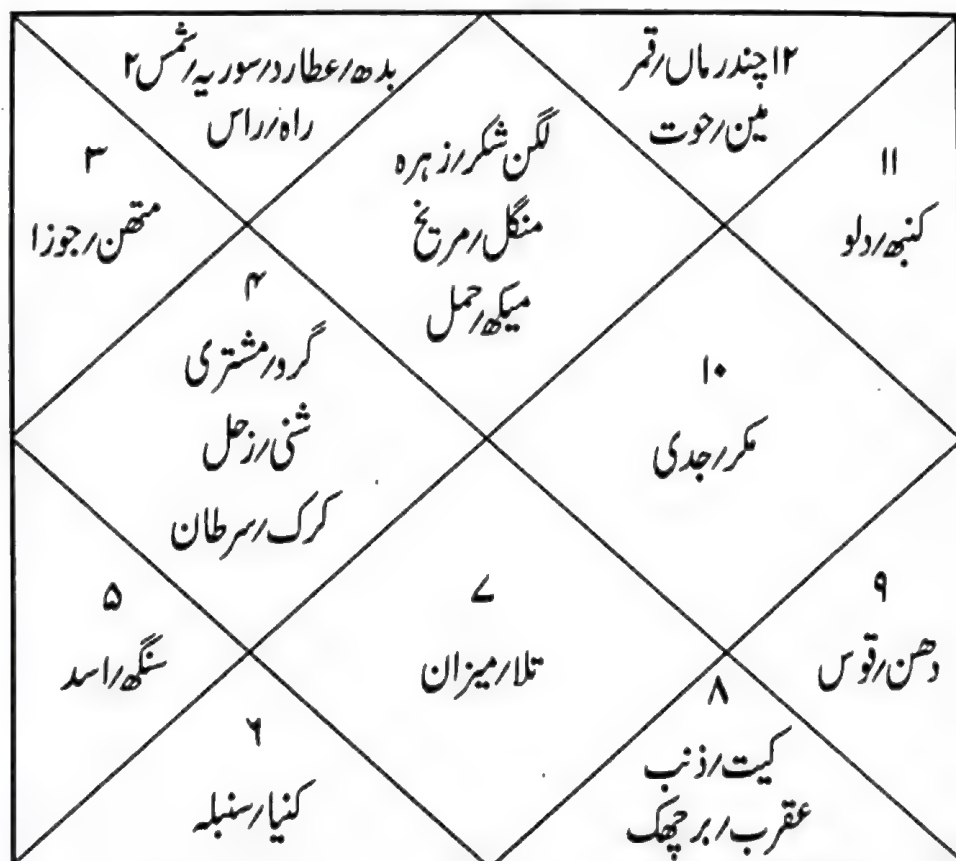 ۱۲ چندرماں/قمر
مین/حوت
بدھ/عطارد/سوریہ/شمس ۲
راہ/راس
لگن شکر/زہرہ
منگل/مریخ
میکھ/حمل
۱۱
کنبھ/دلو
۳
متھن/جوزا
۴
گرو/مشتری
شنی/زحل
کرک/سرطان
۱۰
مکر/جدی
۹
دھن/قوس
۷
تلا/میزان
۵
سنگھ/اسد
۸
کیت/ذنب
عقرب/برچھک
۶
کنیا/سنبلہ